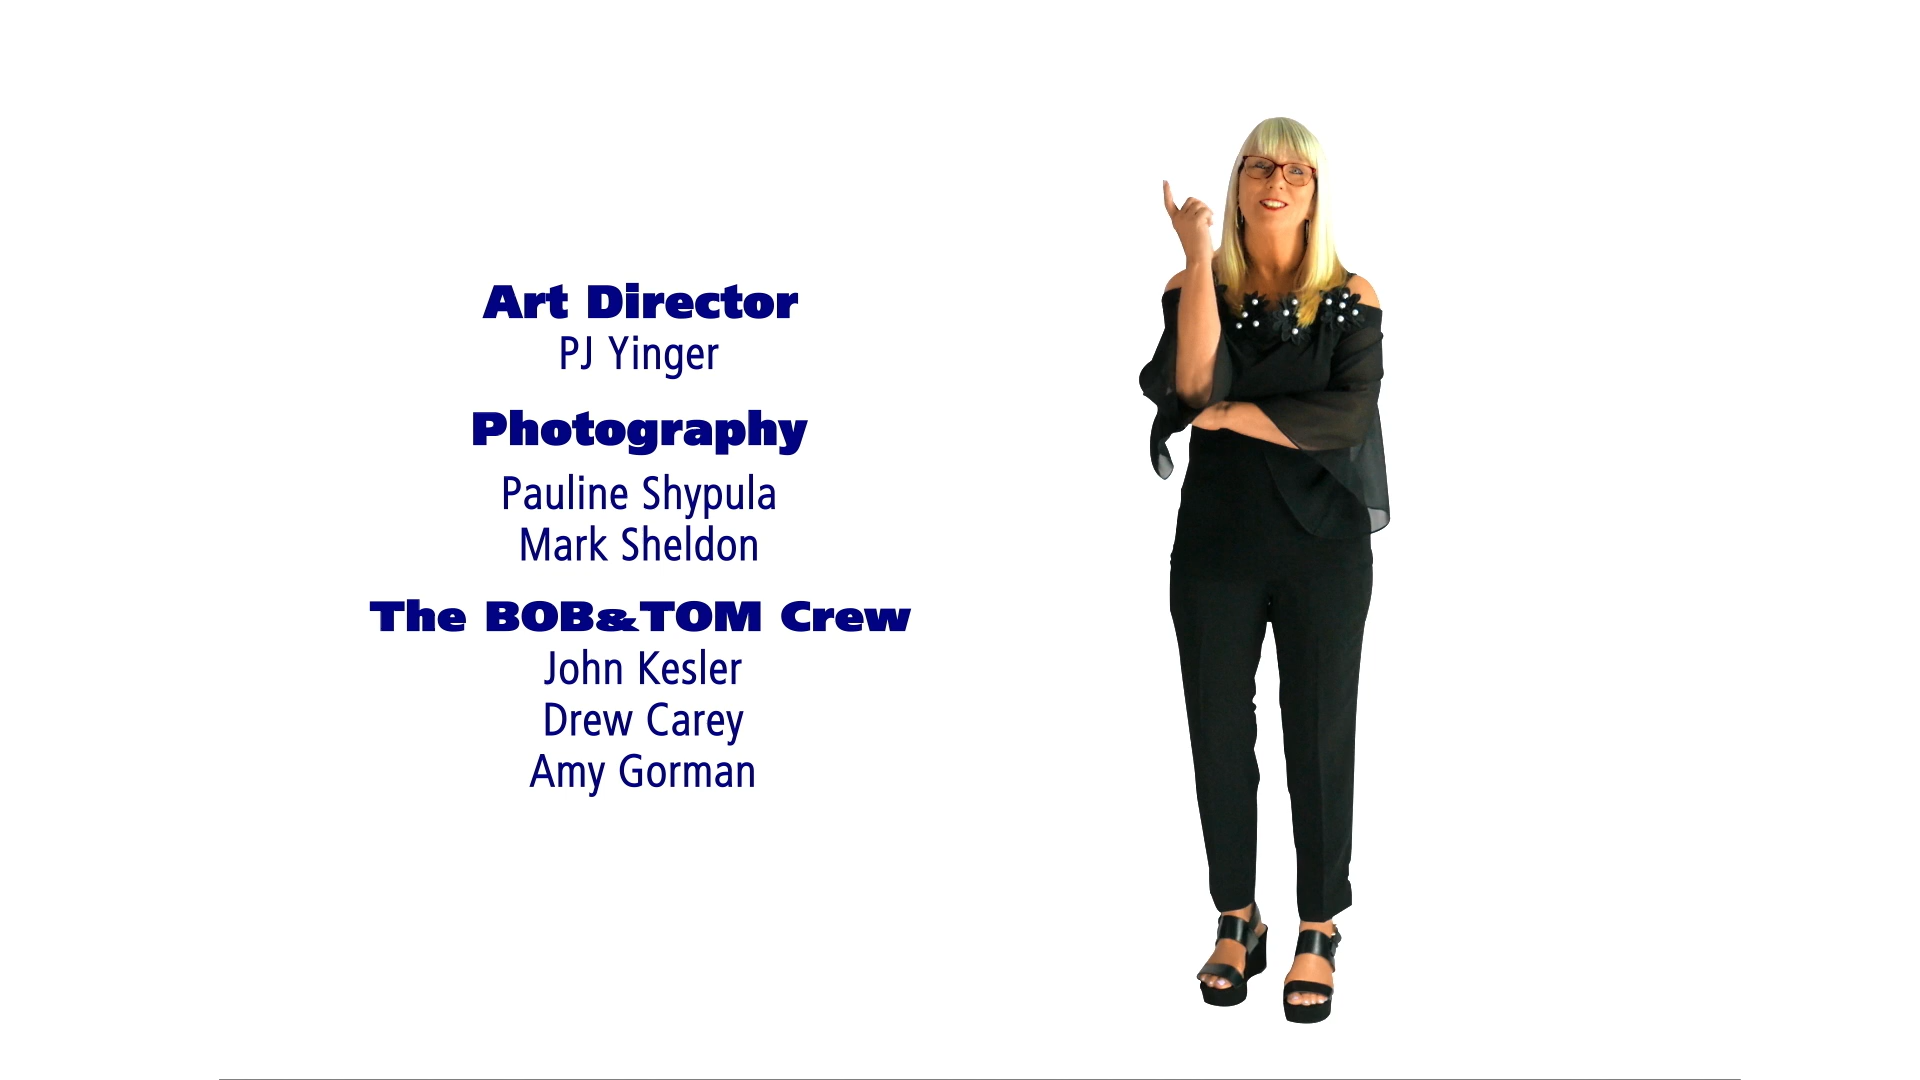 Art Director
PJ Yinger
Photography
Pauline Shypula
Mark Sheldon
The BOB&TOM Crew
John Kesler
Drew Carey
Amy Gorman